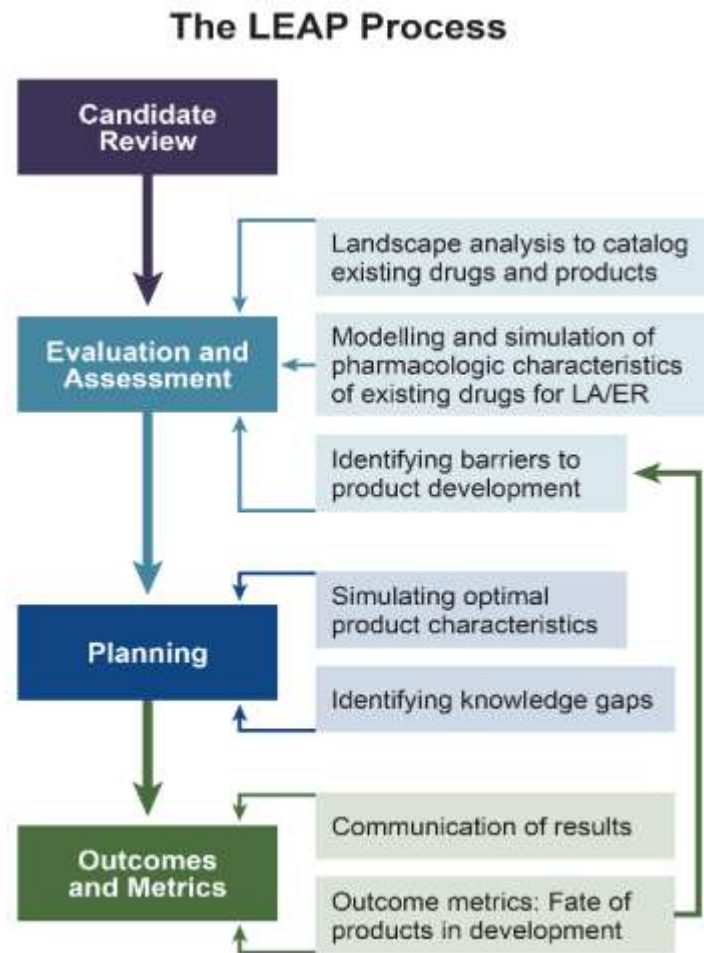 The LEAP Process
Candidate
Review
Landscape analysis to catalog
existing drugs and products
Evaluation and
Assessment
Modelling and simulation of
pharmacologic characteristics
of existing drugs for LA/ER
Identifying barriers to
product development
Simulating optimal
product characteristics
Planning
Identifying knowledge gaps
Communication of results
Outcomes
and Metrics
Outcome metrics: Fate of
products in development